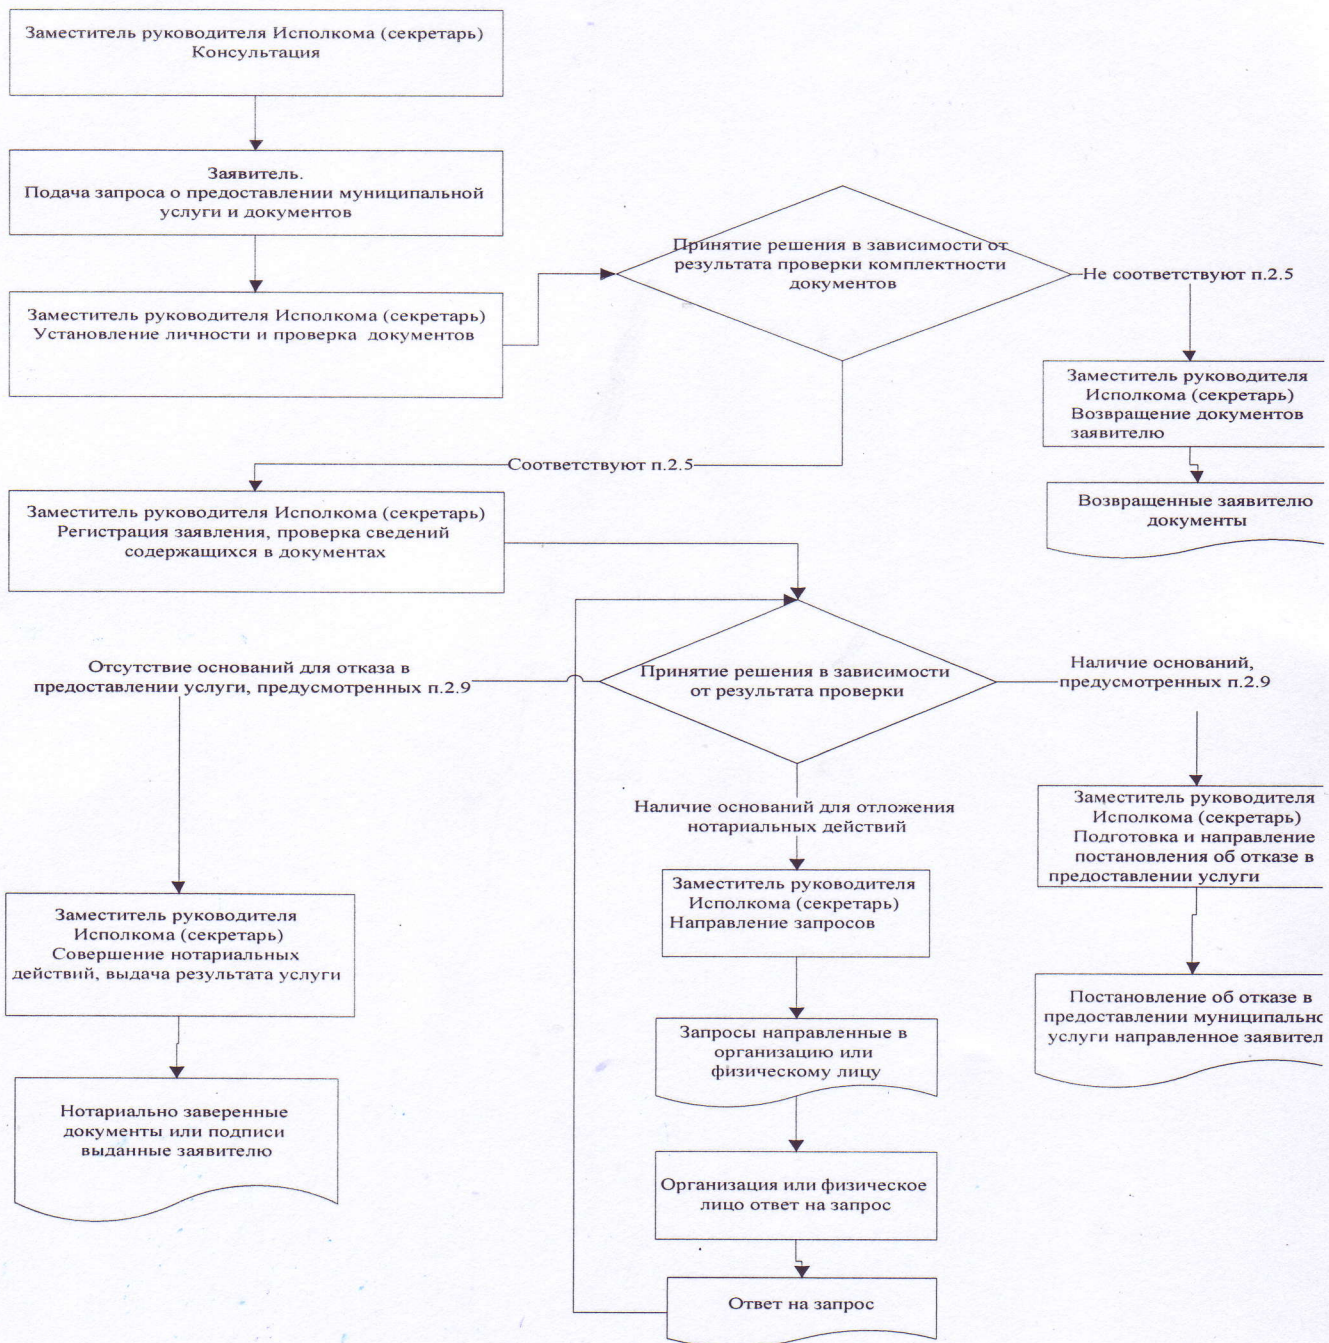 Заместитель руководителя Исполкома (секретарь)
Консультация
Заявитель.
Подача запроса о предоставлении муниципальной
услуги и документов
Заместитель руководителя Исполкома (секретарь)
Установление личности и проверка документов
Принятие решения в зависимости от
результата проверки комплектности
документов
Не соответствуют п.2.5
Заместитель руководителя
Исполкома (секретарь)
Возвращение документов
заявителю
Возвращенные заявителю
документы
Соответствуют п.2.5
Заместитель руководителя Исполкома (секретарь)
Регистрация заявления, проверка сведений
содержащихся в документах
Отсутствие оснований для отказа в
предоставлении услуги, предусмотренных п.2.9
Принятие решения в зависимости
от результата проверки
Наличие оснований,
предусмотренных п.2.9
Наличие оснований для отложения
нотариальных действий
Заместитель руководителя
Исполкома (секретарь)
Подготовка и направление
постановления об отказе в
предоставлении услуги
Заместитель руководителя
Исполкома (секретарь)
Направление запросов
Заместитель руководителя
Исполкома (секретарь)
Совершение нотариальных
действий, выдача результата услуги
Постановление об отказе в
предоставлении муниципально
услуги направленное заявител
Запросы направленные в
организацию или
физическому лицу
Нотариально заверенные
документы или подписи
выданные заявителю
Организация или физическое
лицо ответ на запрос
Ответ на запрос